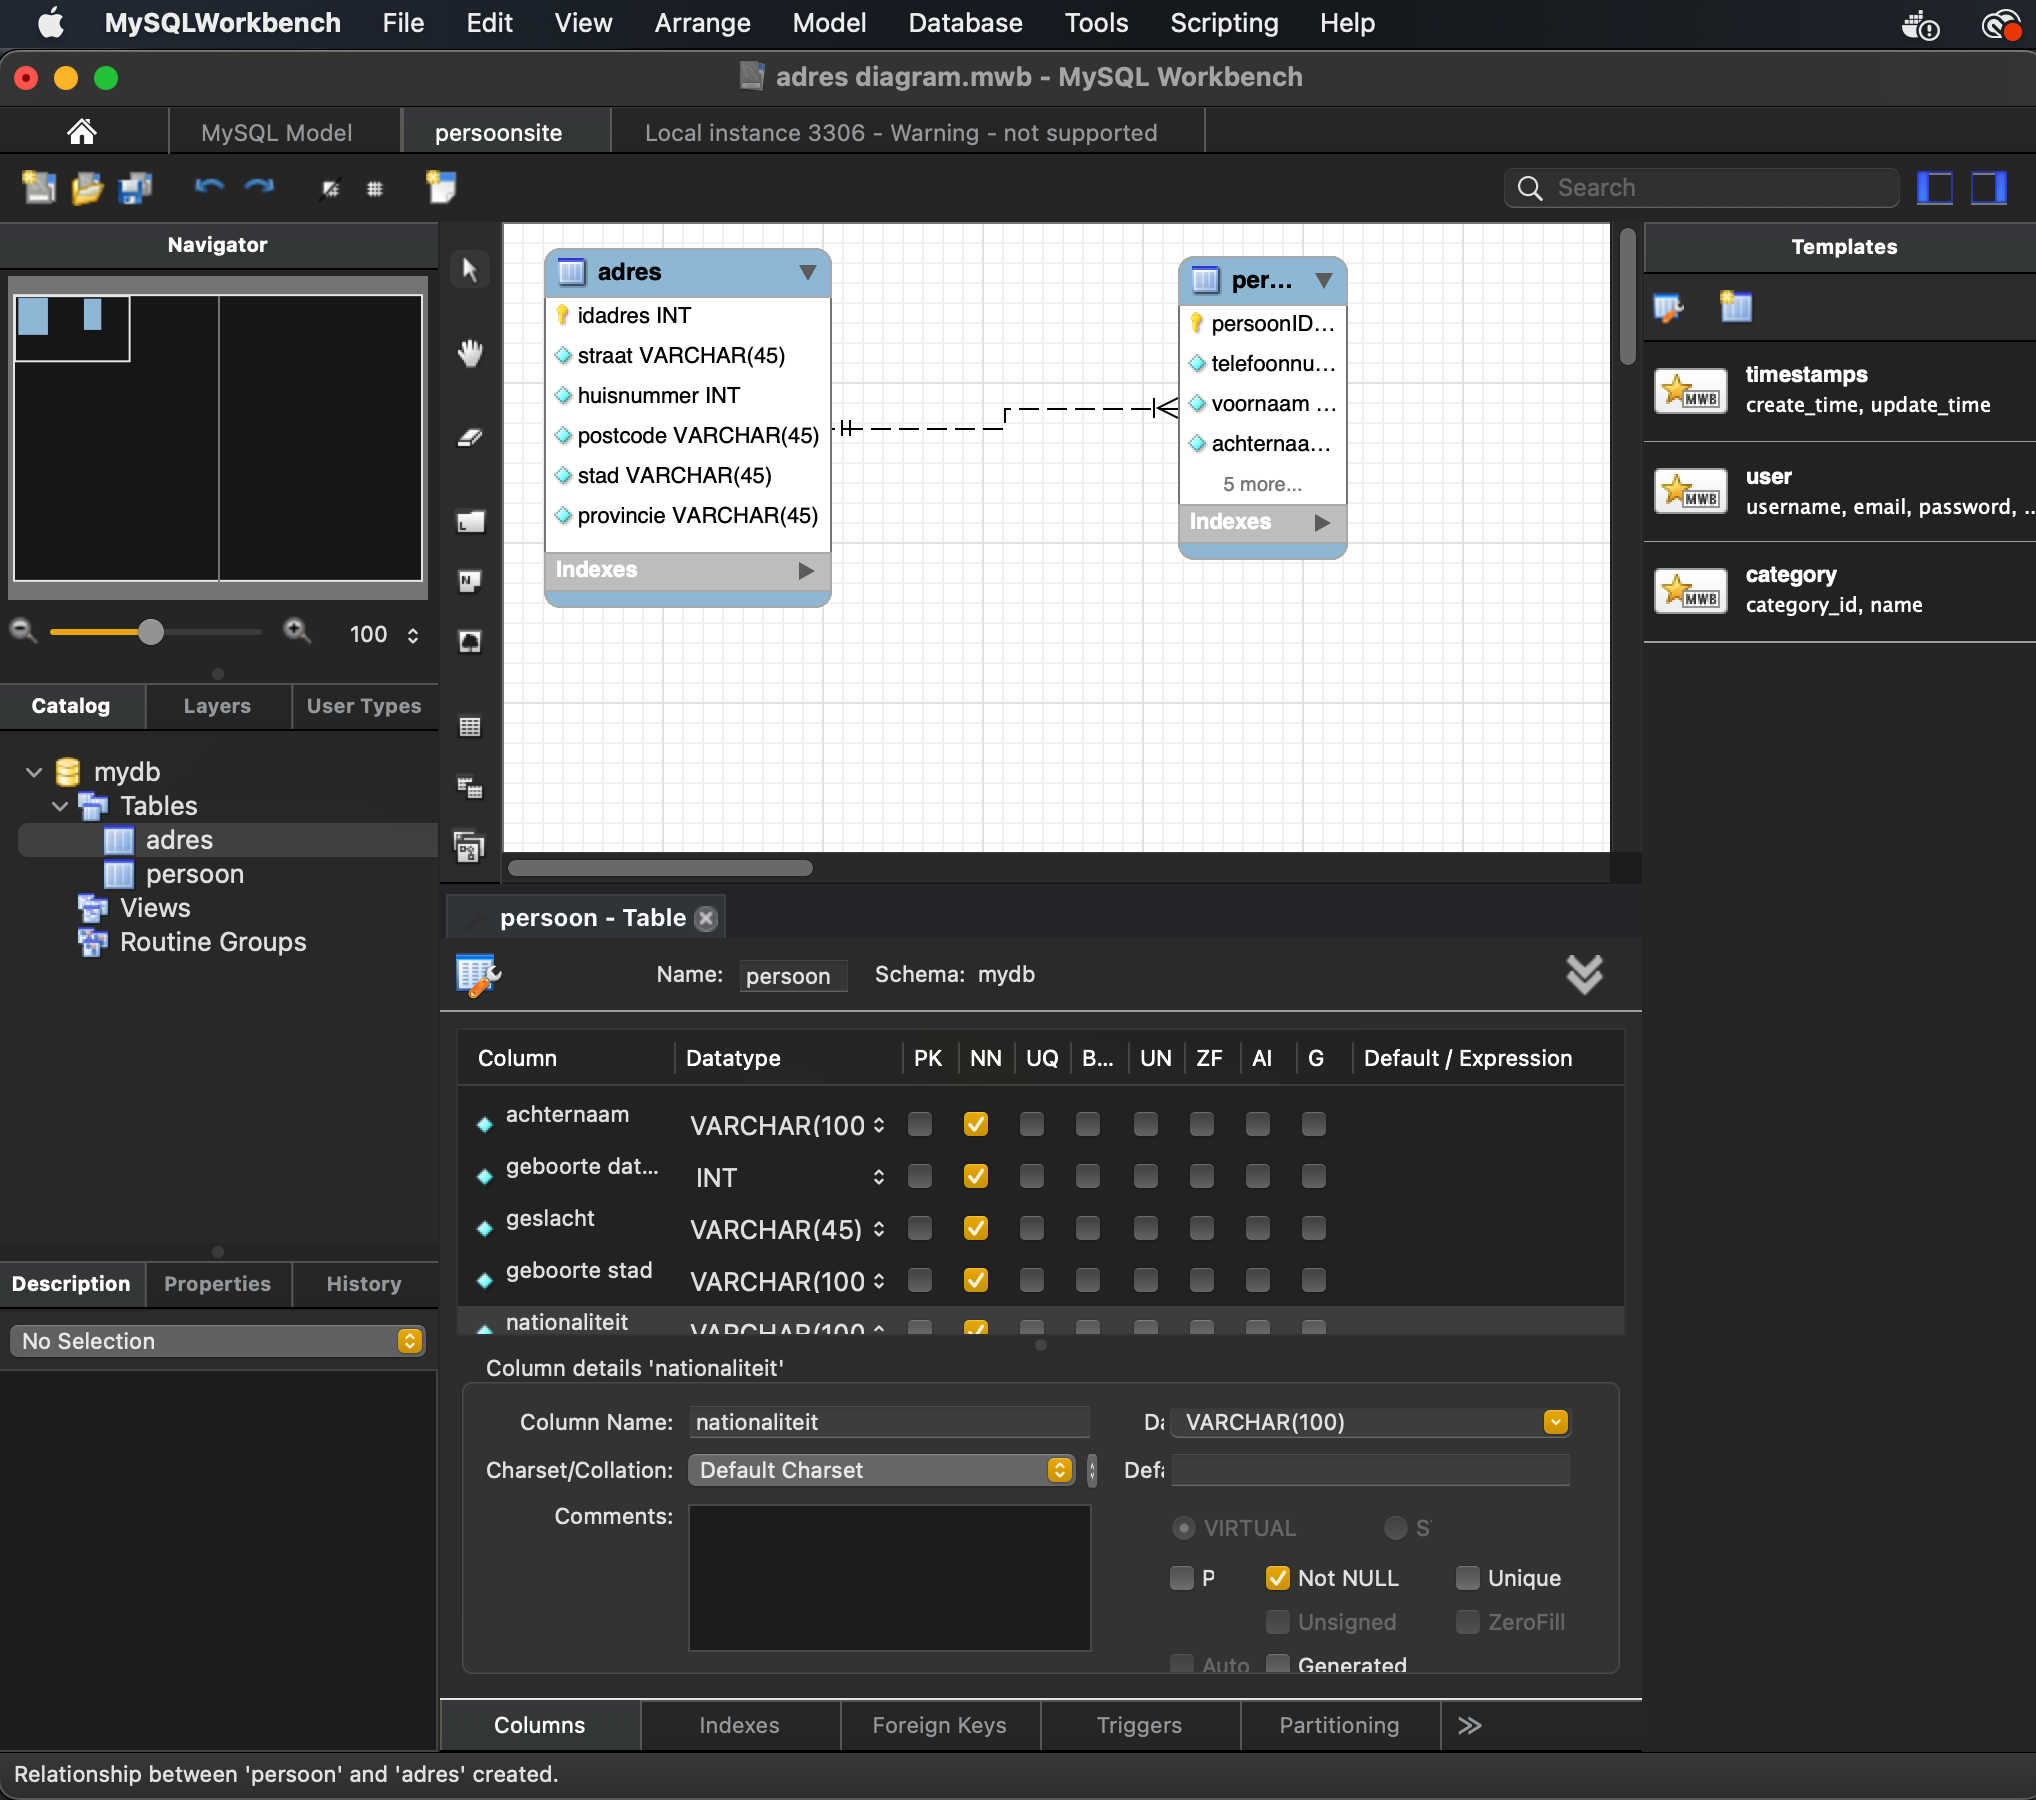 MySQLWorkbench File Edit View Arrange Model Database Tools Scripting Help
adres diagram.mwb - MySQL Workbench
MySQL Model persoonsite Local instance 3306 - Warning - not supported
Search
Navigator
100
Catalog Layers User Types
mydb
Tables
adres
persoon
Views
Routine Groups
Description Properties History
No Selection
adres
idadres INT
straat VARCHAR(45)
huisnummer INT
postcode VARCHAR(45)
stad VARCHAR(45)
provincie VARCHAR(45)
Indexes
per...
persoonID...
telefoonnu...
voornaam ...
achternaa...
5 more...
Indexes
Templates
timestamps
create_time, update_time
user
username, email, password, ..
category
category_id, name
MWB
MWB
MWB
persoon - Table
Name: persoon Schema: mydb
Column Datatype PK NN UQ B... UN ZF AI G Default / Expression
achternaam VARCHAR(100
geboorte dat... INT
geslacht VARCHAR(45)
geboorte stad VARCHAR(100
nationaliteit VARCHAR(100
Column details 'nationaliteit'
Column Name: nationaliteit Da VARCHAR(100)
Charset/Collation: Default Charset Defa
Comments:
VIRTUAL S
P Not NULL Unique
Unsigned ZeroFill
Auto Generated
Columns Indexes Foreign Keys Triggers Partitioning
Relationship between 'persoon' and 'adres' created.